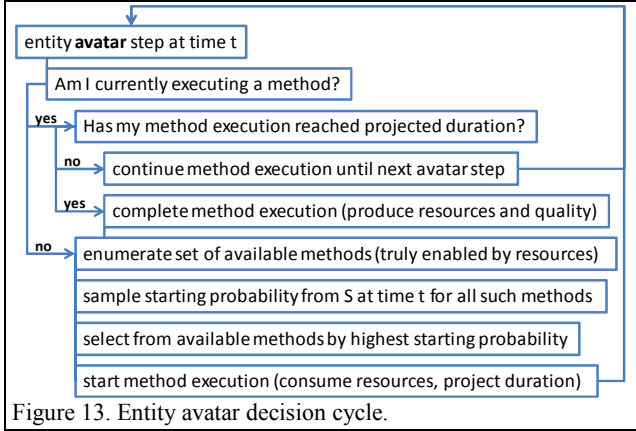 entity avatar step at time t
Am I currently executing a method?
yes
Has my method execution reached projected duration?
no
continue method execution until next avatar step
yes
complete method execution (produce resources and quality)
no
enumerate set of available methods (truly enabled by resources)
sample starting probability from S at time t for all such methods
select from available methods by highest starting probability
start method execution (consume resources, project duration)
Figure 13. Entity avatar decision cycle.